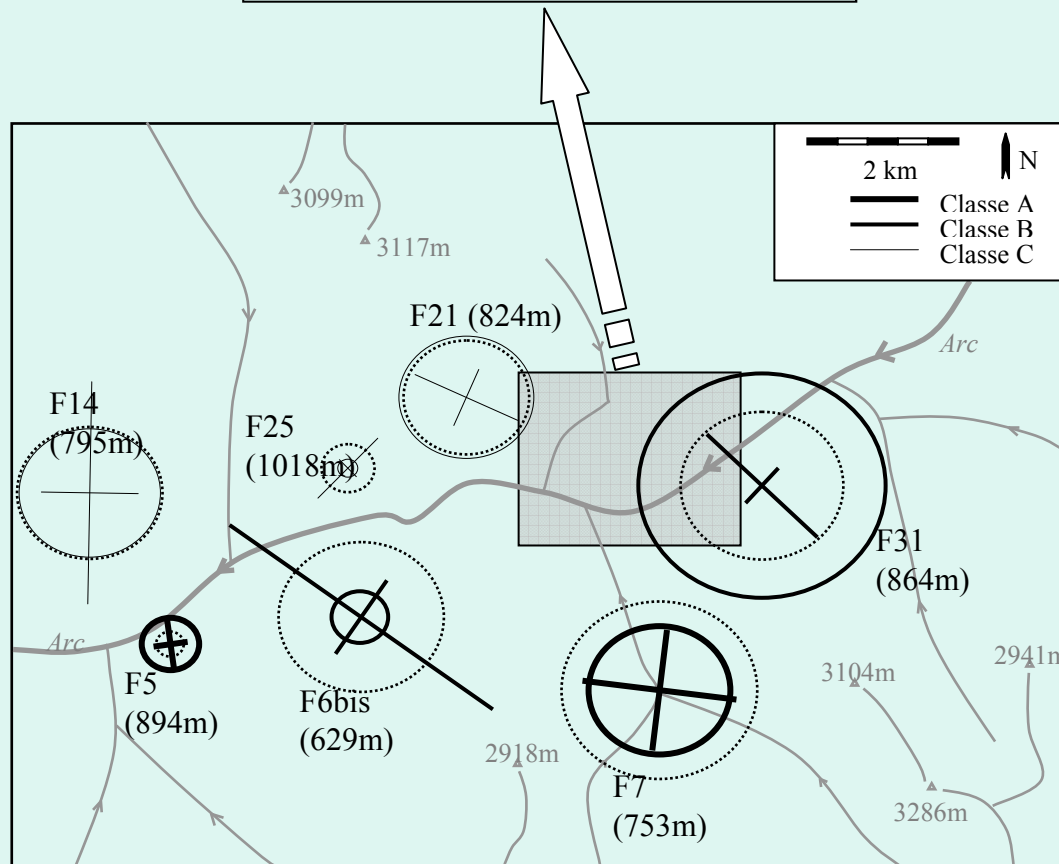 2 km
N
Classe A
Classe B
Classe C
3099m
3117m
F21 (824m)
Arc
F14
(795m)
F25
(1018m)
F31
(864m)
Arc
F5
(894m)
F6bis
(629m)
3104m
2941m
2918m
F7
(753m)
3286m